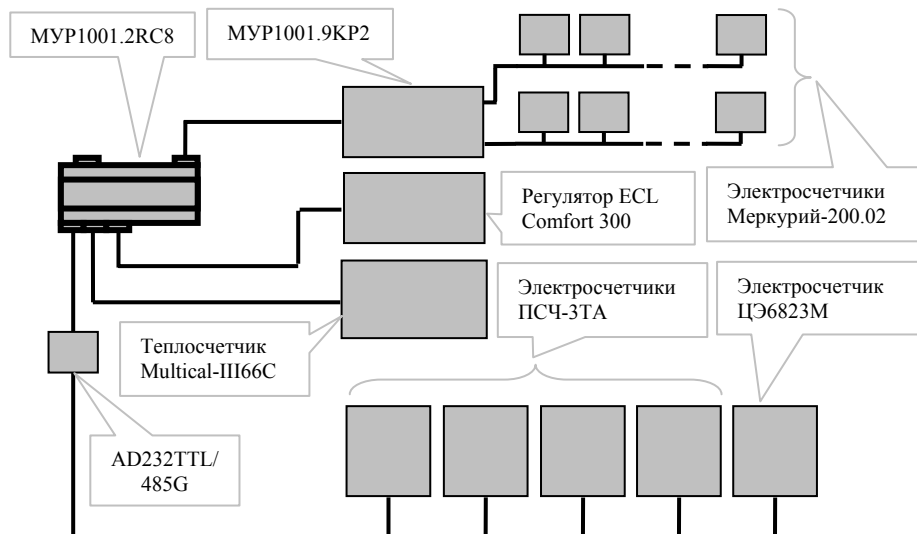 МУР1001.2RC8
МУР1001.9КР2
Электросчетчики
Меркурий-200.02
Регулятор ECL
Comfort 300
Электросчетчики
ПСЧ-3ТА
Электросчетчик
ЦЭ6823М
Теплосчетчик
Multical-III66C
AD232TTL/
485G